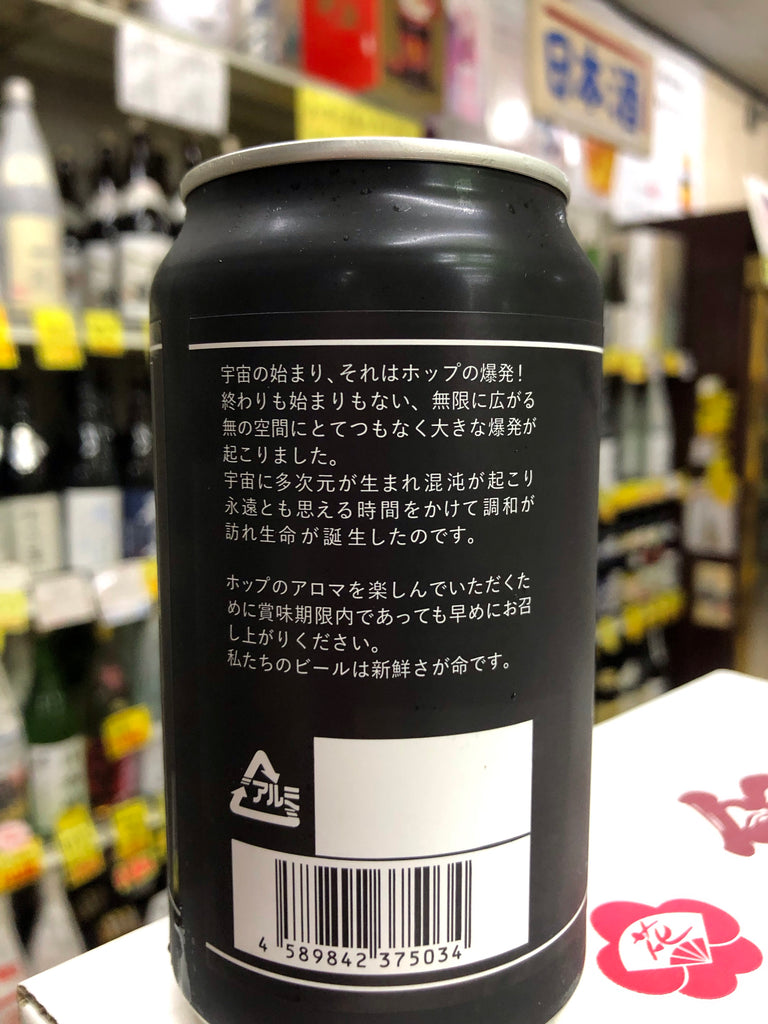 日本酒
宇宙の始まり、それはホップの爆発!
終わりも始まりもない、無限に広がる
無の空間にとてつもなく大きな爆発が
起こりました。
宇宙に多次元が生まれ混沌が起こり
永遠とも思える時間をかけて調和が
訪れ生命が誕生したのです。
ホップのアロマを楽しんでいただくた
めに賞味期限内であっても早めにお召
し上がりください。
私たちのビールは新鮮さが命です。
アルミ
4 589842 375034
花